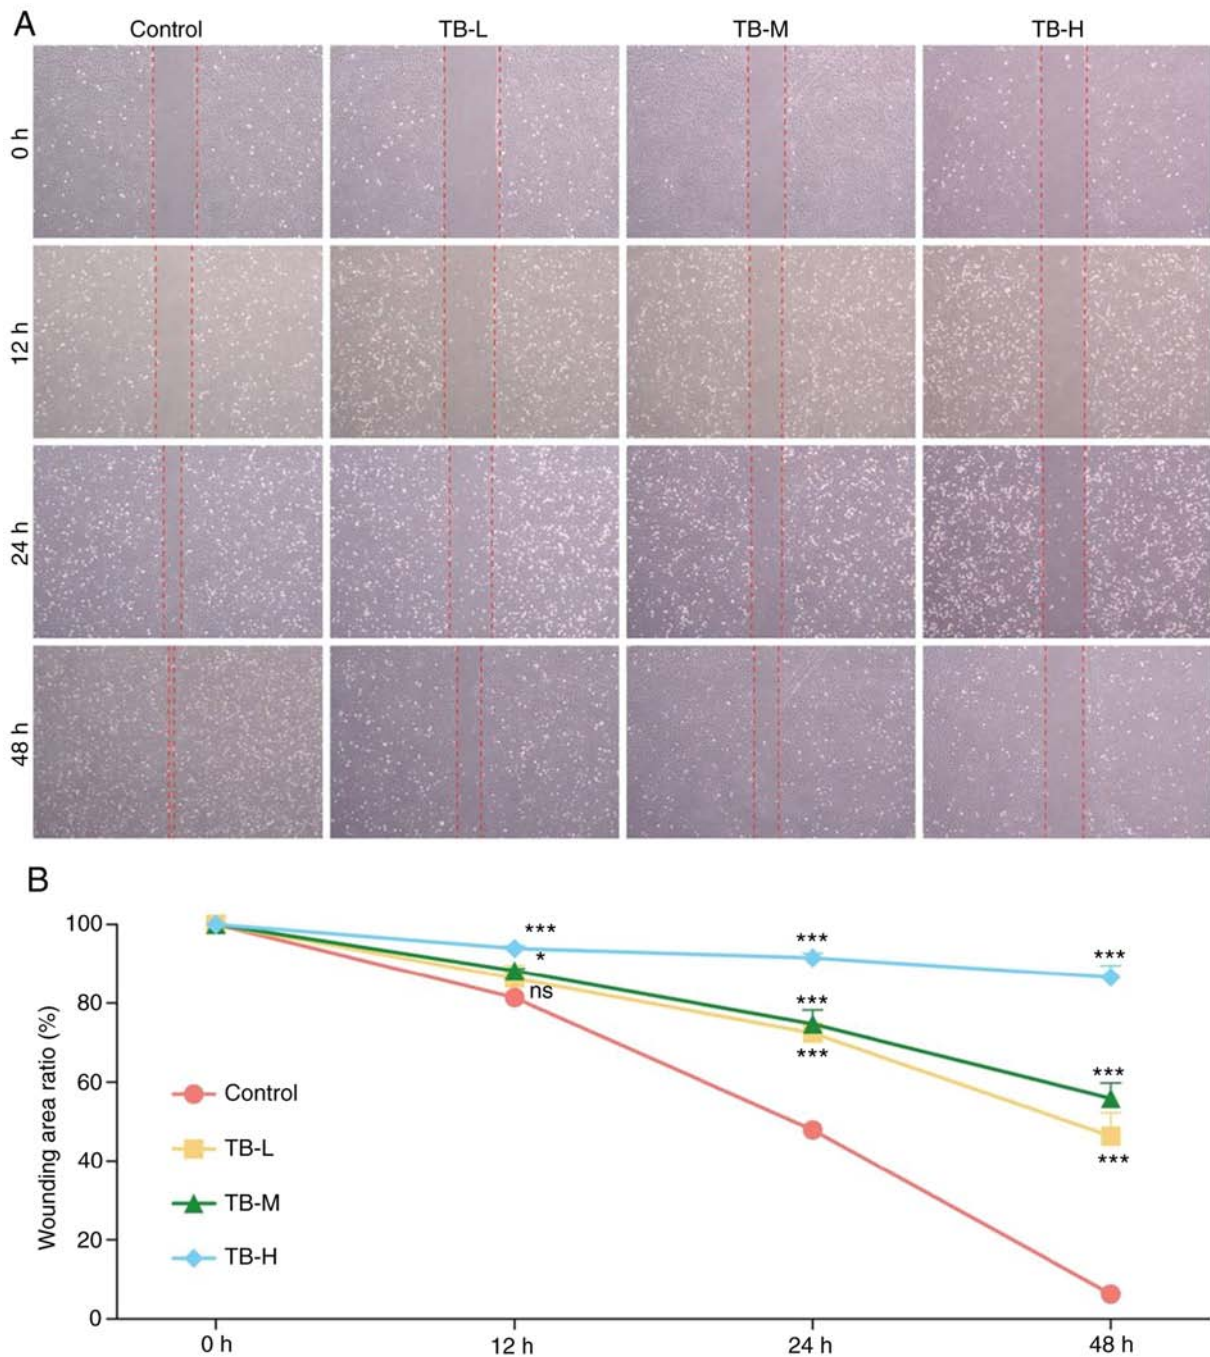 A
Control TB-L TB-M TB-H
0 h
12 h
24 h
48 h
B
Wounding area ratio (%)
100
80
60
40
20
0
***
*
ns
***
***
***
***
***
***
Control
TB-L
TB-M
TB-H
0 h 12 h 24 h 48 h